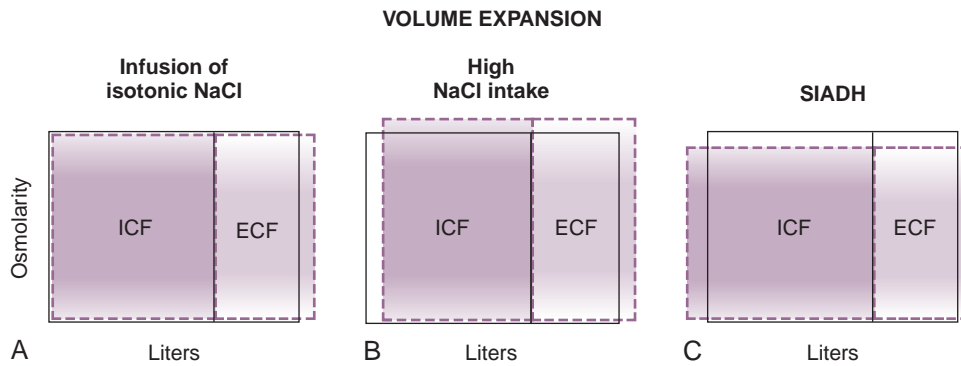 VOLUME EXPANSION
Infusion of
isotonic NaCl
High
NaCl intake
SIADH
Osmolarity
ICF
ECF
ICF
ECF
ICF
ECF
A
Liters
B
Liters
C
Liters